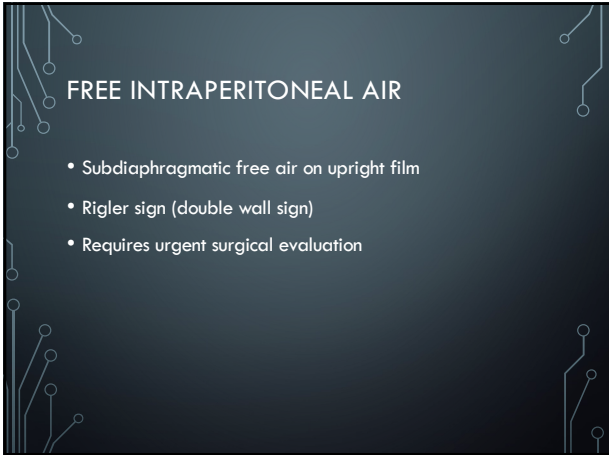 FREE INTRAPERITONEAL AIR
• Subdiaphragmatic free air on upright film
• Rigler sign (double wall sign)
• Requires urgent surgical evaluation